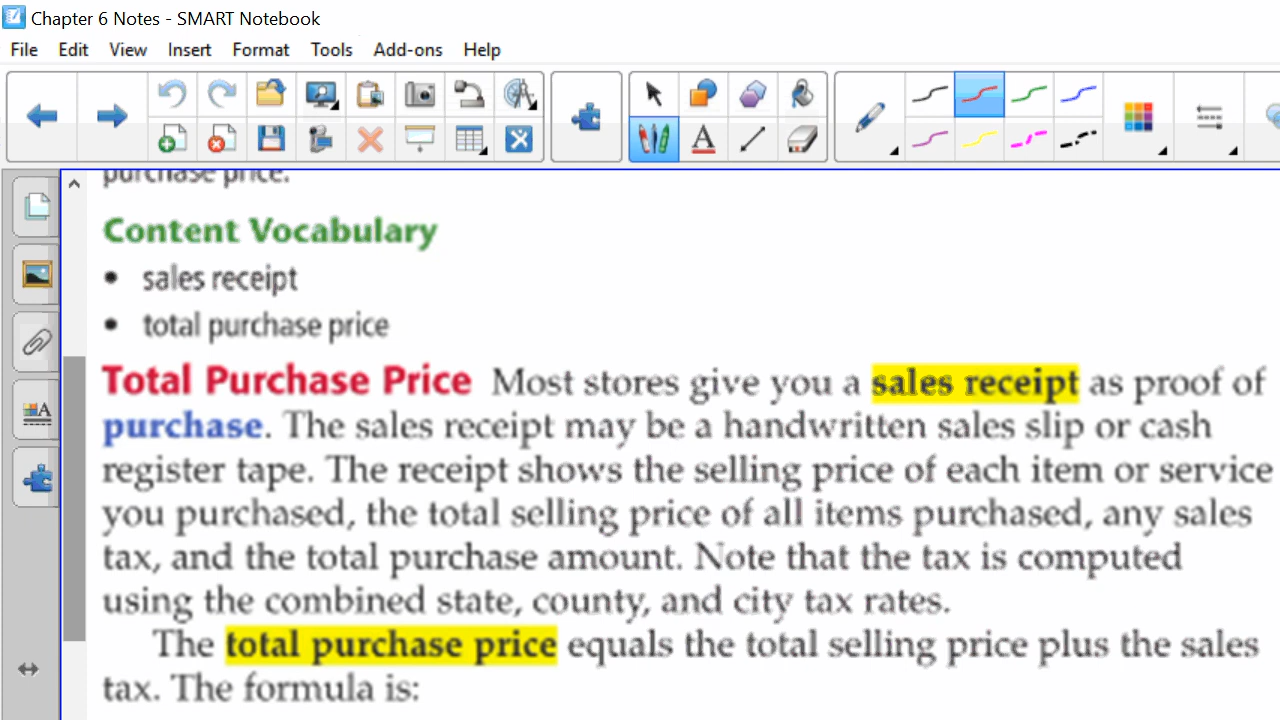 Chapter 6 Notes - SMART Notebook
File Edit View Insert Format Tools Add-ons Help
purchase price.
Content Vocabulary
• sales receipt
• total purchase price
Total Purchase Price Most stores give you a sales receipt as proof of
purchase. The sales receipt may be a handwritten sales slip or cash
register tape. The receipt shows the selling price of each item or service
you purchased, the total selling price of all items purchased, any sales
tax, and the total purchase amount. Note that the tax is computed
using the combined state, county, and city tax rates.
The total purchase price equals the total selling price plus the sales
tax. The formula is: